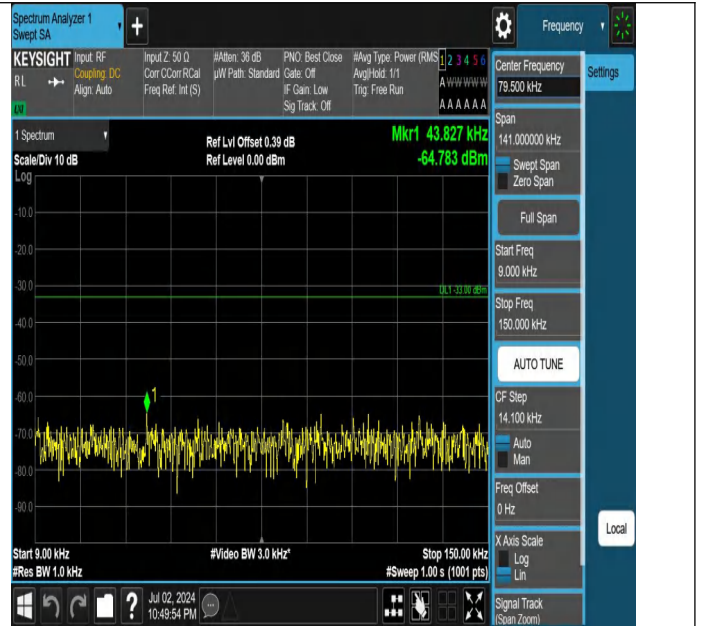 Spectrum Analyzer 1
Swept SA
+
Frequency
KEYSIGHT
RL
Input: RF
Coupling: DC
Align: Auto
Input Z: 50 Ω
Corr CCorr RCal
Freq Ref: Int (S)
#Atten: 36 dB
µW Path: Standard
PNO: Best Close
Gate: Off
IF Gain: Low
Sig Track: Off
#Avg Type: Power (RMS
Avg|Hold: 1/1
Trig: Free Run
1 2 3 4 5 6
A W W W W W
A A A A A A
1 Spectrum
Scale/Div 10 dB
Log
Ref Lvl Offset 0.39 dB
Ref Level 0.00 dBm
Mkr1 43.827 kHz
-64.783 dBm
-10.0
-20.0
-30.0
DL1 -33.00 dBm
-40.0
-50.0
-60.0
1
-70.0
-80.0
-90.0
Start 9.00 kHz
#Res BW 1.0 kHz
#Video BW 3.0 kHz*
Stop 150.00 kHz
#Sweep 1.00 s (1001 pts)
Jul 02, 2024
10:49:54 PM
?
Center Frequency
79.500 kHz
Span
141.000000 kHz
Swept Span
Zero Span
Full Span
Start Freq
9.000 kHz
Stop Freq
150.000 kHz
AUTO TUNE
CF Step
14.100 kHz
Auto
Man
Freq Offset
0 Hz
X Axis Scale
Log
Lin
Signal Track
(Span Zoom)
Settings
Local